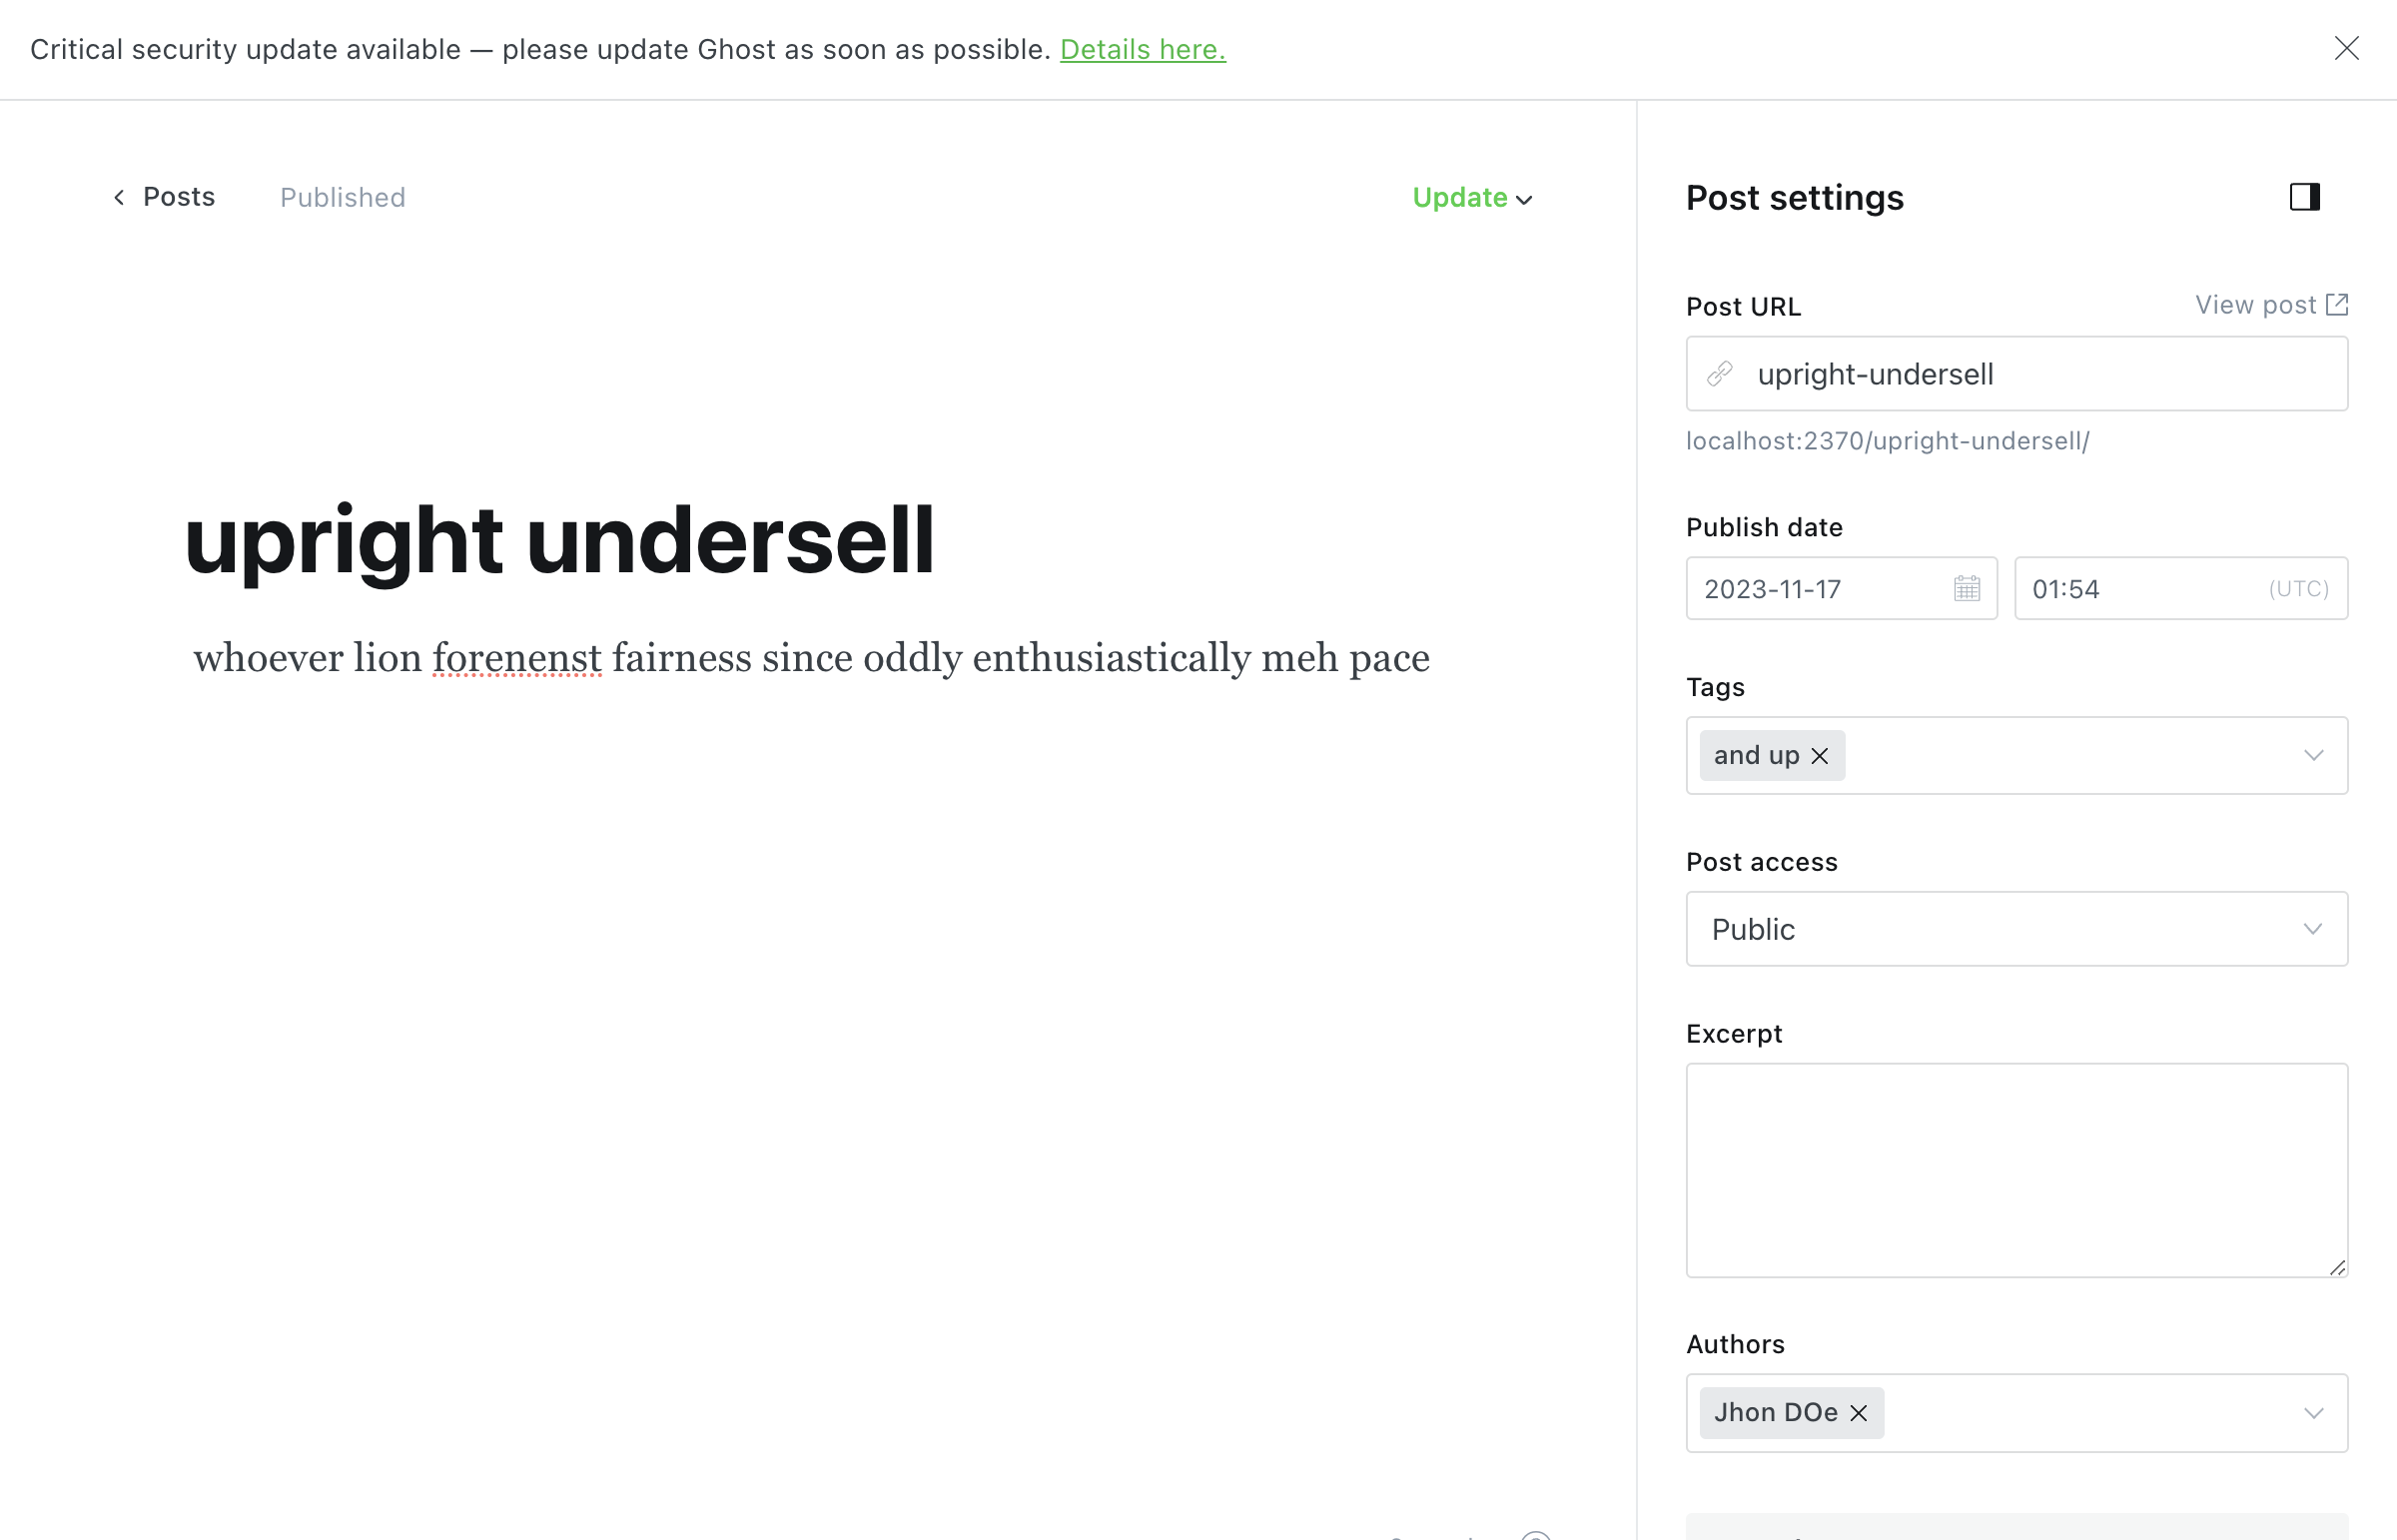 Critical security update available — please update Ghost as soon as possible. Details here.
Posts
Published
Update
upright undersell
whoever lion forenenst fairness since oddly enthusiastically meh pace
Post settings
Post URL
View post
upright-undersell
localhost:2370/upright-undersell/
Publish date
2023-11-17
01:54
(UTC)
Tags
and up
Post access
Public
Excerpt
Authors
Jhon DOe